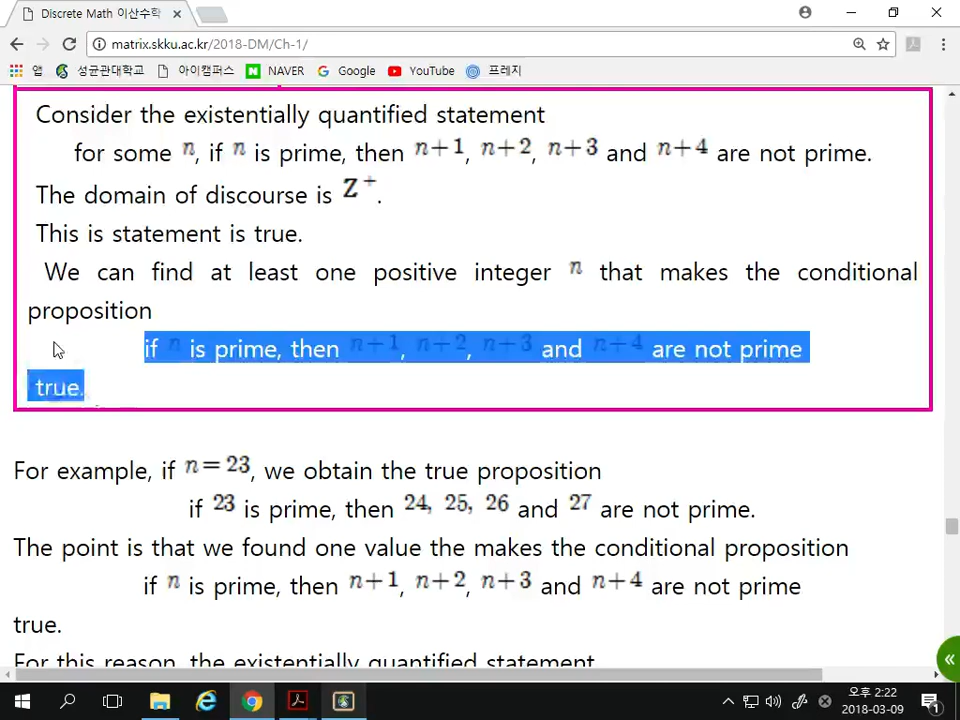 Discrete Math 이산수학
matrix.skku.ac.kr/2018-DM/Ch-1/
앱 성균관대학교 아이캠퍼스 NAVER Google YouTube 프레지
Consider the existentially quantified statement
for some n, if n is prime, then n+1, n+2, n+3 and n+4 are not prime.
The domain of discourse is Z⁺.
This is statement is true.
We can find at least one positive integer n that makes the conditional
proposition
if n is prime, then n+1, n+2, n+3 and n+4 are not prime
true.
For example, if n=23, we obtain the true proposition
if 23 is prime, then 24, 25, 26 and 27 are not prime.
The point is that we found one value the makes the conditional proposition
if n is prime, then n+1, n+2, n+3 and n+4 are not prime
true.
For this reason, the existentially quantified statement
오후 2:22
2018-03-09
1